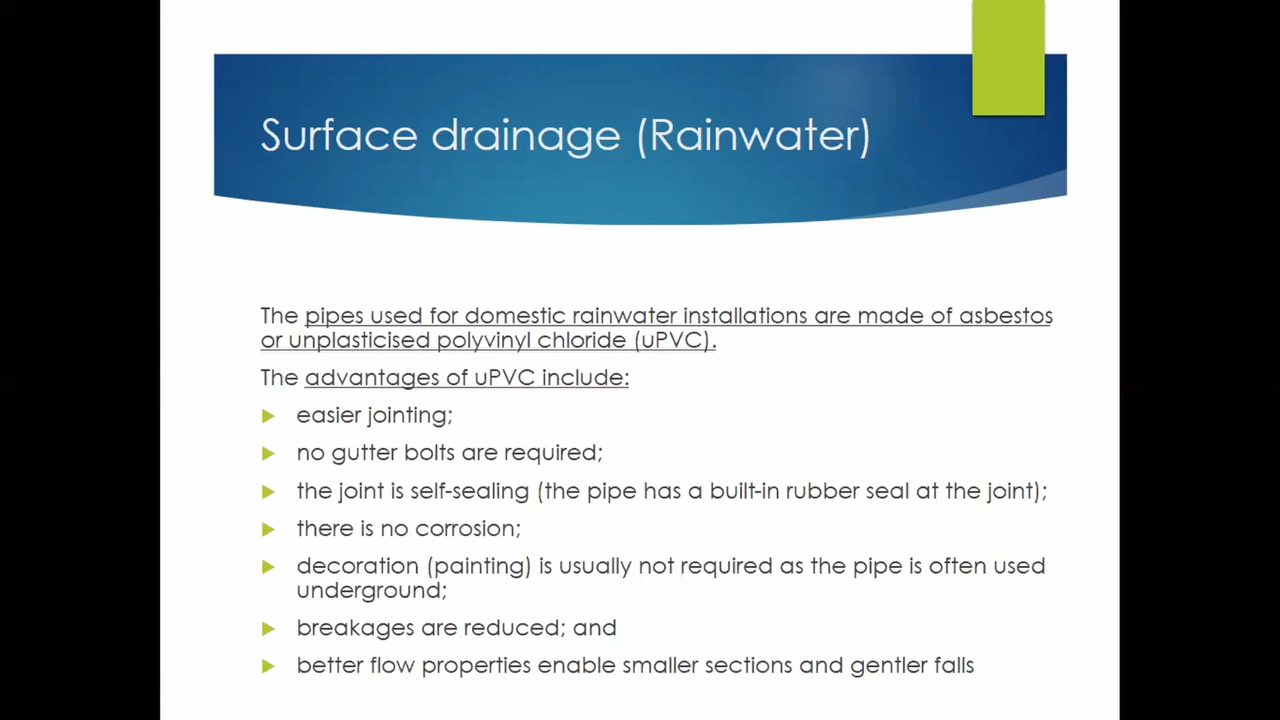 Surface drainage (Rainwater)
The pipes used for domestic rainwater installations are made of asbestos
or unplasticised polyvinyl chloride (uPVC).
The advantages of uPVC include:
easier jointing;
no gutter bolts are required;
the joint is self-sealing (the pipe has a built-in rubber seal at the joint);
there is no corrosion;
decoration (painting) is usually not required as the pipe is often used
underground;
breakages are reduced; and
better flow properties enable smaller sections and gentler falls